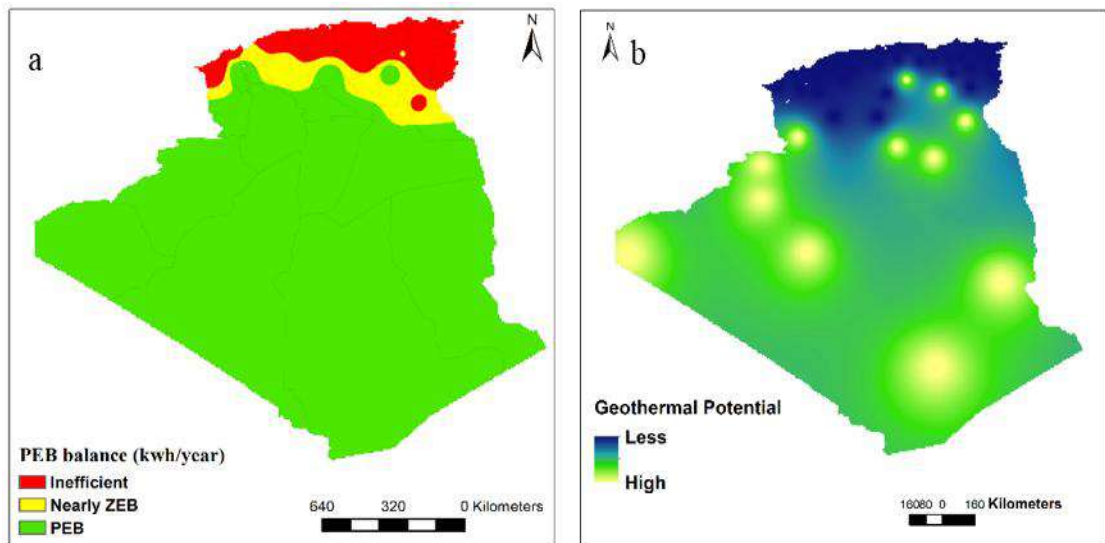 a
N
PEB balance (kwh/year)
Inefficient
Nearly ZEB
PEB
640 320 0 Kilometers
b
N
Geothermal Potential
Less
High
16080 0 160 Kilometers